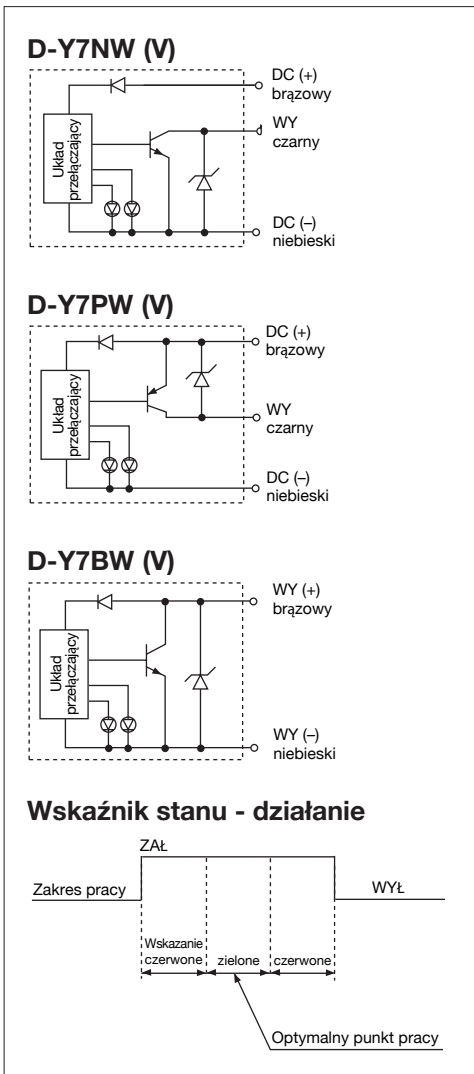 D-Y7NW (V)
DC (+)
brązowy
WY
czarny
Układ
przełączający
DC (–)
niebieski
D-Y7PW (V)
DC (+)
brązowy
WY
czarny
Układ
przełączający
DC (–)
niebieski
D-Y7BW (V)
WY (+)
brązowy
Układ
przełączający
WY (–)
niebieski
Wskaźnik stanu - działanie
ZAŁ
Zakres pracy
WYŁ
Wskazanie
czerwone
zielone
czerwone
Optymalny punkt pracy